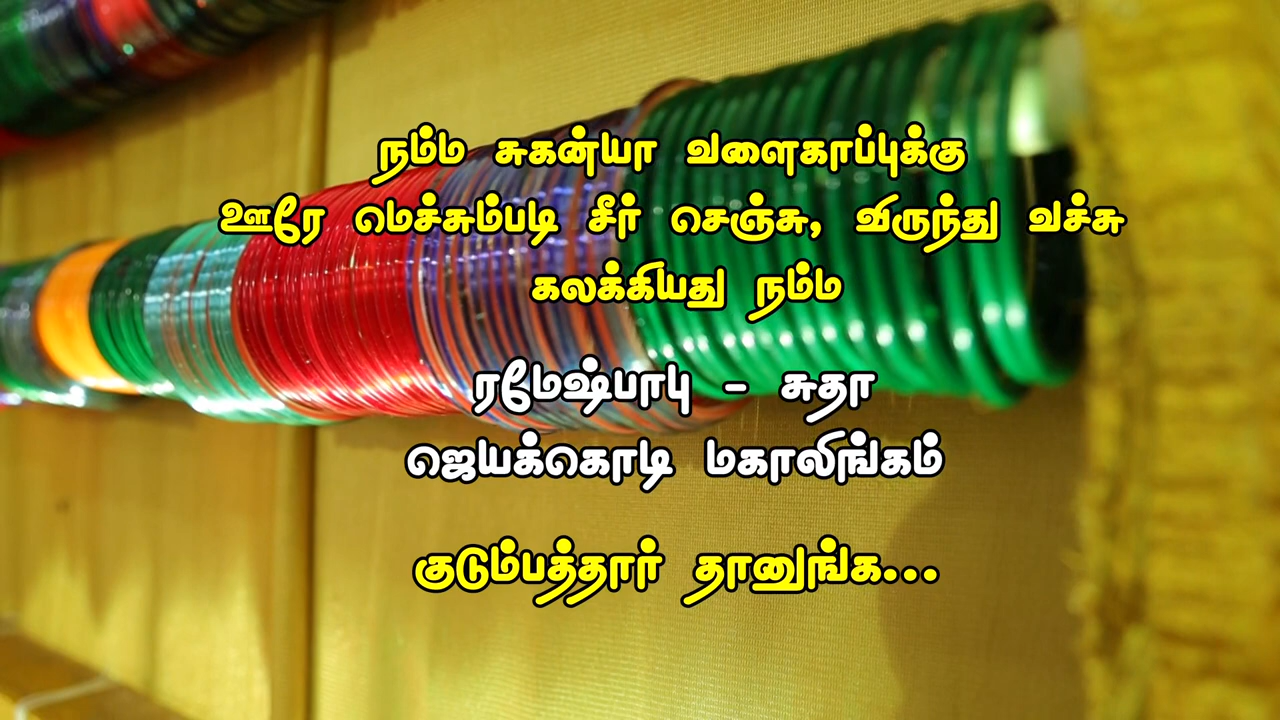 நம்ம சுகன்யா வளைகாப்புக்கு
ஊரே மெச்சும்படி சீர் செஞ்சு, விருந்து வச்சு
கலக்கியது நம்ம
ரமேஷ்பாபு - சுதா
ஜெயக்கொடி மகாலிங்கம்
குடும்பத்தார் தானுங்க...